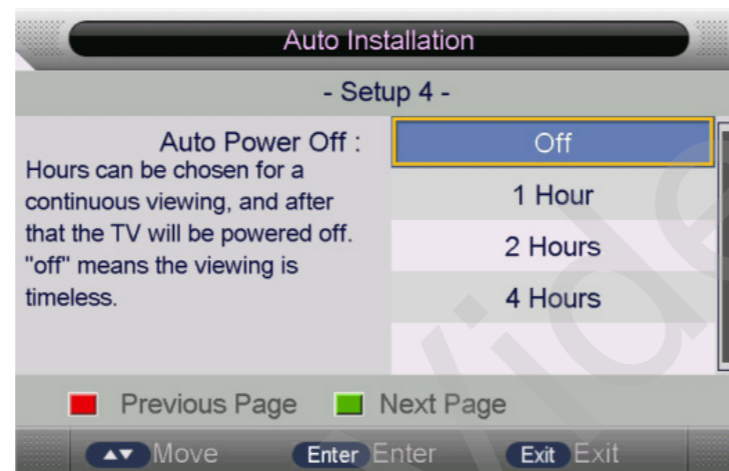 Auto Installation
- Setup 4 -
Auto Power Off :
Hours can be chosen for a
continuous viewing, and after
that the TV will be powered off.
"off" means the viewing is
timeless.
Off
1 Hour
2 Hours
4 Hours
Previous Page Next Page
Move Enter Enter Exit Exit